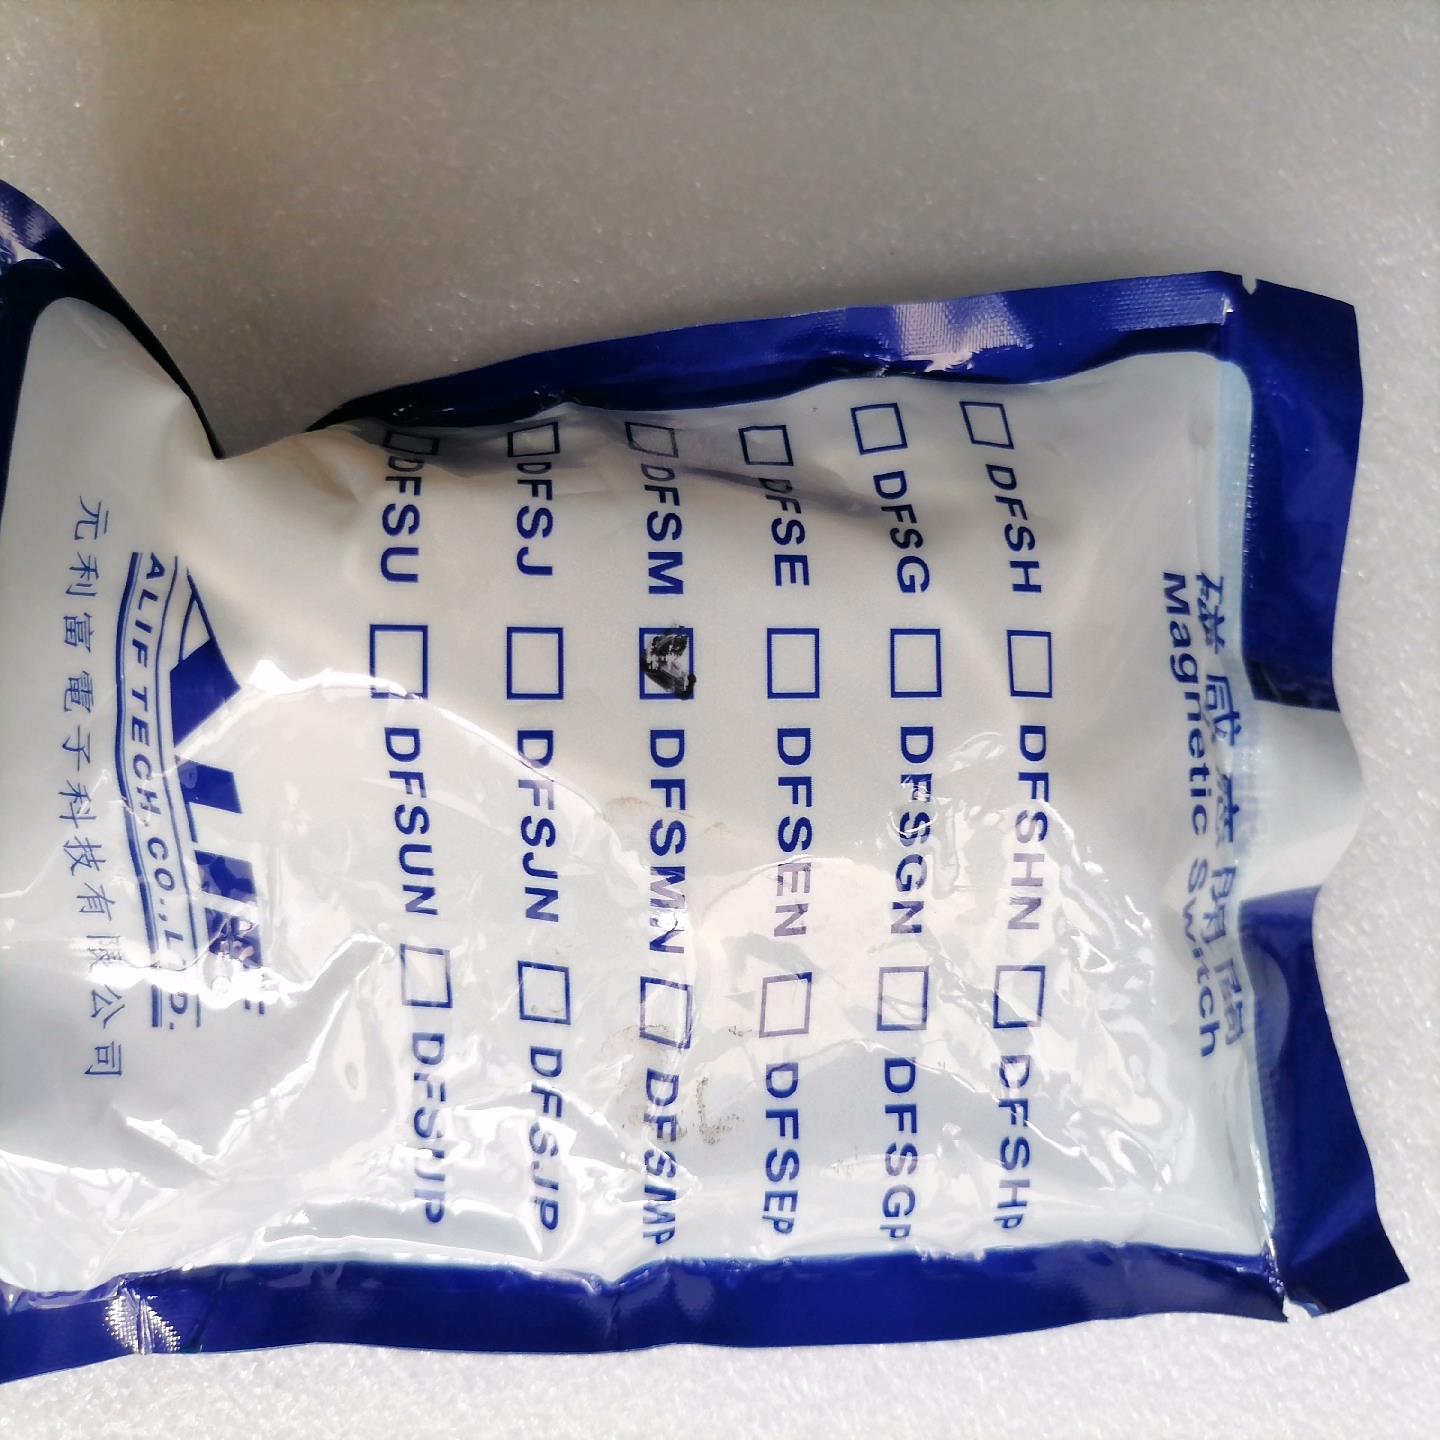 磁感應開關
Magnetic Switch
□ DFSH □ DFSHN □ DFSHP
□ DFSG □ DFSGN □ DFSGP
□ DFSE □ DFSEN □ DFSEP
□ DFSM ■ DFSMN □ DFSMP
□ DFSJ □ DFSJN □ DFSJP
□ DFSU □ DFSUN □ DFSUP
ALIF
ALIF TECH. CO., LTD.
元利富電子科技有限公司